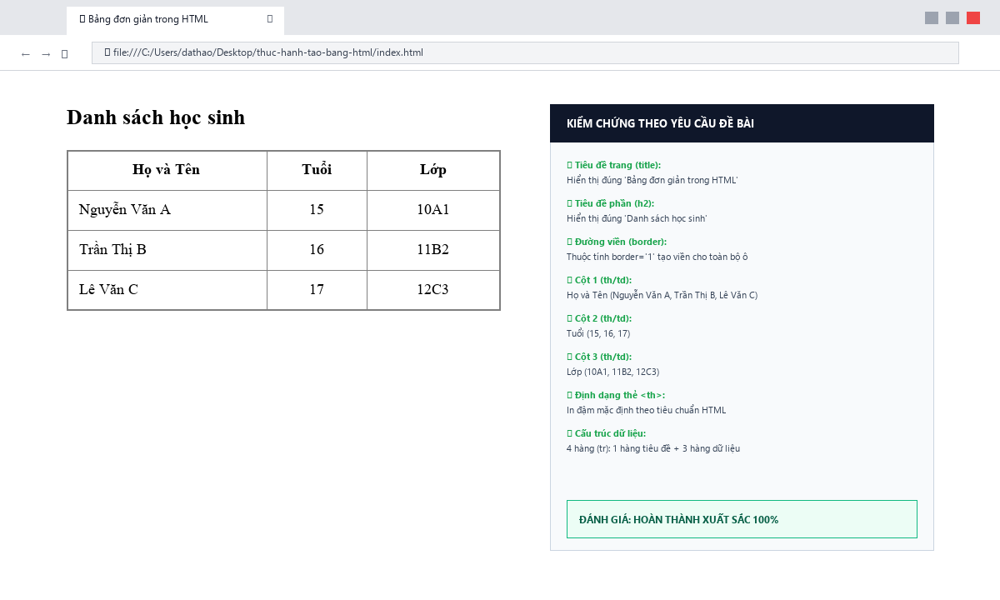 Bảng đơn giản trong HTML
← →
file:///C:/Users/dathao/Desktop/thuc-hanh-tao-bang-html/index.html
Danh sách học sinh
Họ và Tên Tuổi Lớp
Nguyễn Văn A 15 10A1
Trần Thị B 16 11B2
Lê Văn C 17 12C3
KIỂM CHỨNG THEO YÊU CẦU ĐỀ BÀI
Tiêu đề trang (title):
Hiển thị đúng 'Bảng đơn giản trong HTML'
Tiêu đề phần (h2):
Hiển thị đúng 'Danh sách học sinh'
Đường viền (border):
Thuộc tính border='1' tạo viền cho toàn bộ ô
Cột 1 (th/td):
Họ và Tên (Nguyễn Văn A, Trần Thị B, Lê Văn C)
Cột 2 (th/td):
Tuổi (15, 16, 17)
Cột 3 (th/td):
Lớp (10A1, 11B2, 12C3)
Định dạng thẻ <th>:
In đậm mặc định theo tiêu chuẩn HTML
Cấu trúc dữ liệu:
4 hàng (tr): 1 hàng tiêu đề + 3 hàng dữ liệu
ĐÁNH GIÁ: HOÀN THÀNH XUẤT SẮC 100%